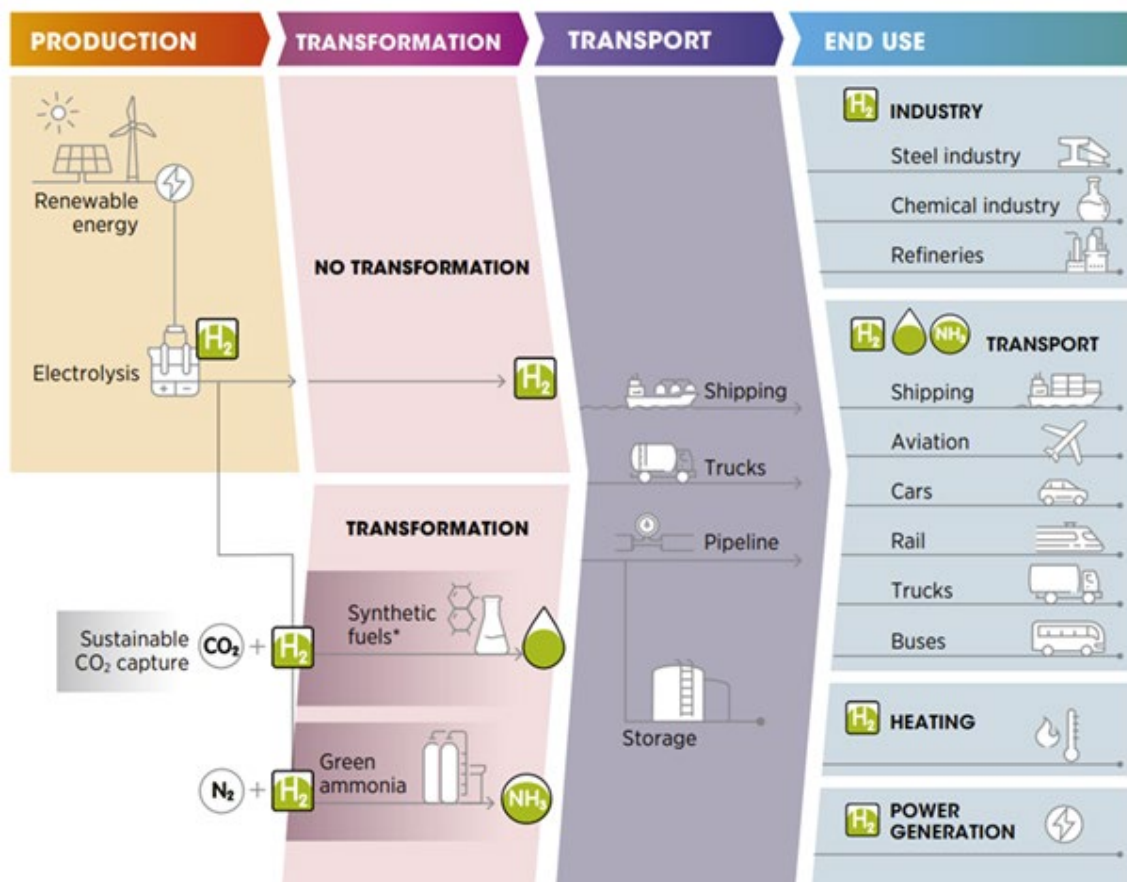 PRODUCTION
TRANSFORMATION
TRANSPORT
END USE
Renewable
energy
H₂
Electrolysis
NO TRANSFORMATION
H₂
TRANSFORMATION
Sustainable
CO₂ capture
CO₂ + H₂
Synthetic
fuels*
N₂ + H₂
Green
ammonia
NH₃
Shipping
Trucks
Pipeline
Storage
H₂ INDUSTRY
Steel industry
Chemical industry
Refineries
H₂ NH₃ TRANSPORT
Shipping
Aviation
Cars
Rail
Trucks
Buses
H₂ HEATING
H₂ POWER
GENERATION